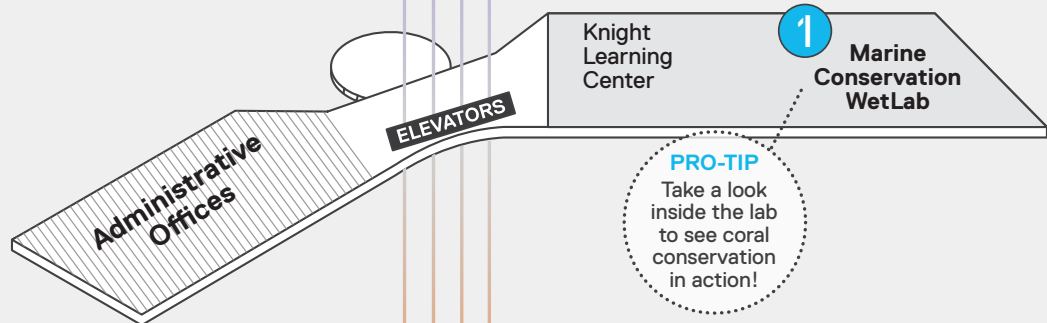 Knight
Learning
Center
1
Marine
Conservation
WetLab
ELEVATORS
Administrative
Offices
PRO-TIP
Take a look
inside the lab
to see coral
conservation
in action!